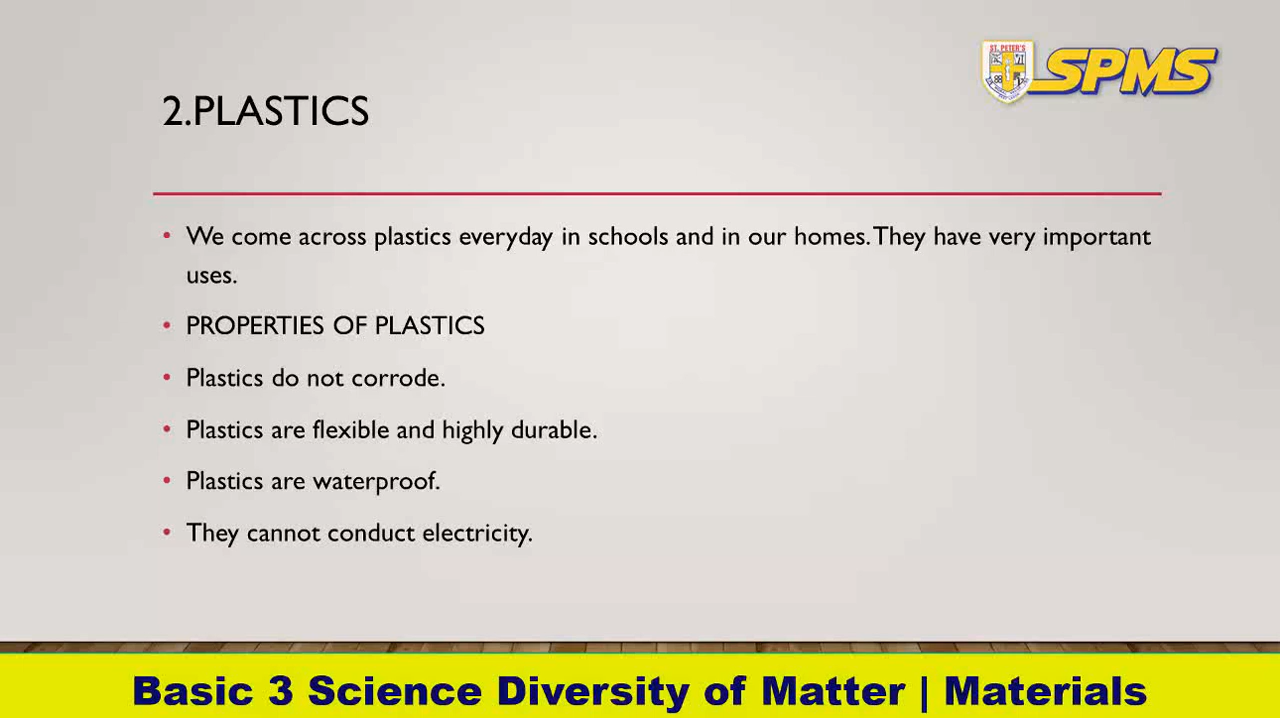 ST. PETER'S
SPMS
2.PLASTICS
• We come across plastics everyday in schools and in our homes. They have very important
uses.
• PROPERTIES OF PLASTICS
• Plastics do not corrode.
• Plastics are flexible and highly durable.
• Plastics are waterproof.
• They cannot conduct electricity.
Basic 3 Science Diversity of Matter | Materials